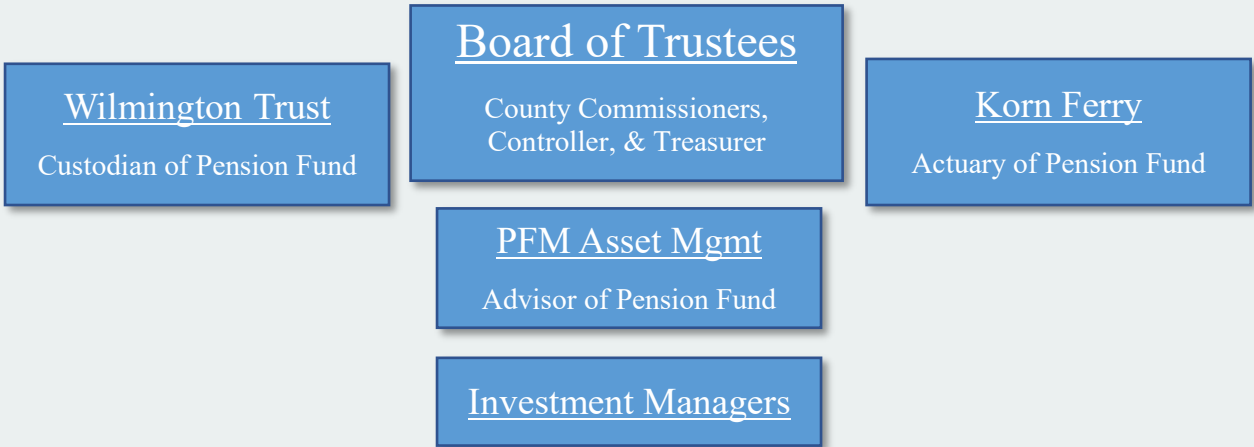 Board of Trustees
County Commissioners,
Controller, & Treasurer
Wilmington Trust
Custodian of Pension Fund
Korn Ferry
Actuary of Pension Fund
PFM Asset Mgmt
Advisor of Pension Fund
Investment Managers